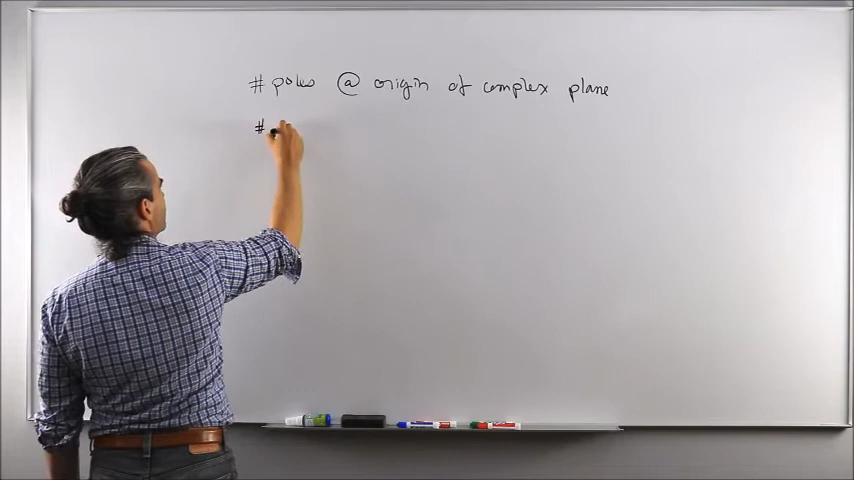 # poles @ origin of complex plane
#